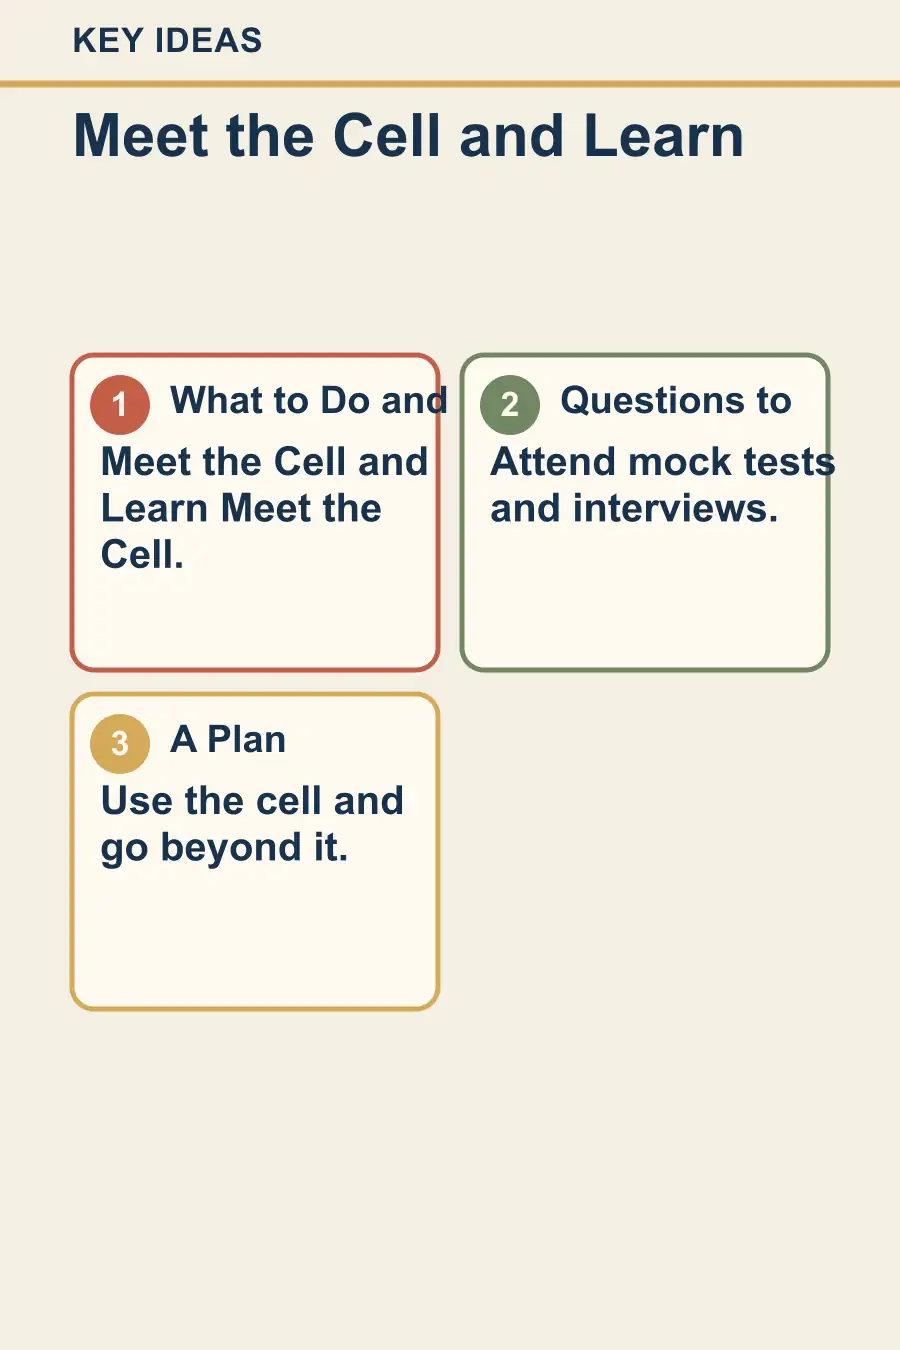 KEY IDEAS
Meet the Cell and Learn
1 What to Do and
Meet the Cell and
Learn Meet the
Cell.
2 Questions to
Attend mock tests
and interviews.
3 A Plan
Use the cell and
go beyond it.